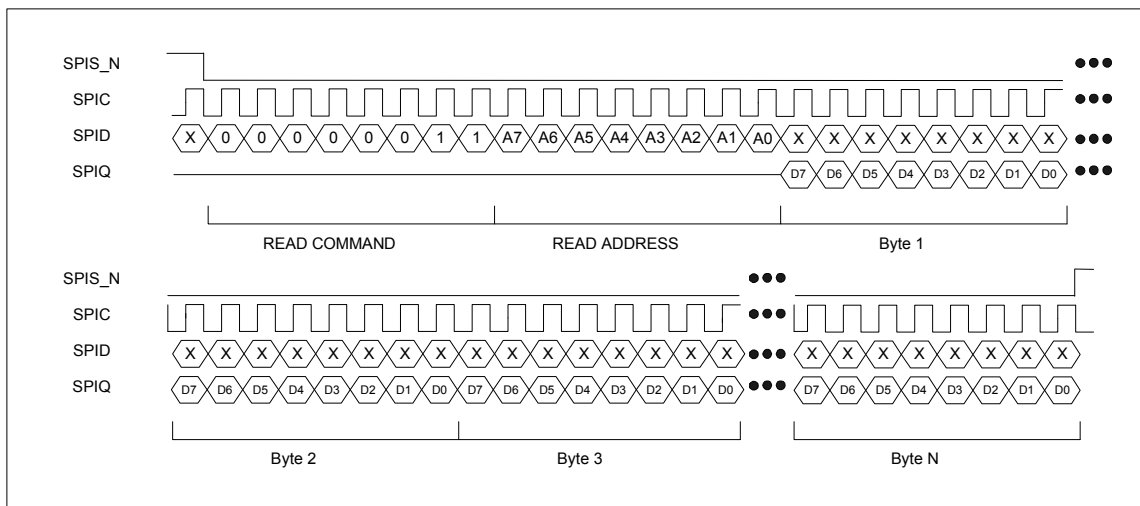 SPIS_N
SPIC
SPID X 0 0 0 0 0 0 1 1 A7 A6 A5 A4 A3 A2 A1 A0 X X X X X X X X
SPIQ D7 D6 D5 D4 D3 D2 D1 D0
READ COMMAND READ ADDRESS Byte 1
SPIS_N
SPIC
SPID X X X X X X X X X X X X X X X X X X X X X X X X
SPIQ D7 D6 D5 D4 D3 D2 D1 D0 D7 D6 D5 D4 D3 D2 D1 D0 D7 D6 D5 D4 D3 D2 D1 D0
Byte 2 Byte 3 Byte N